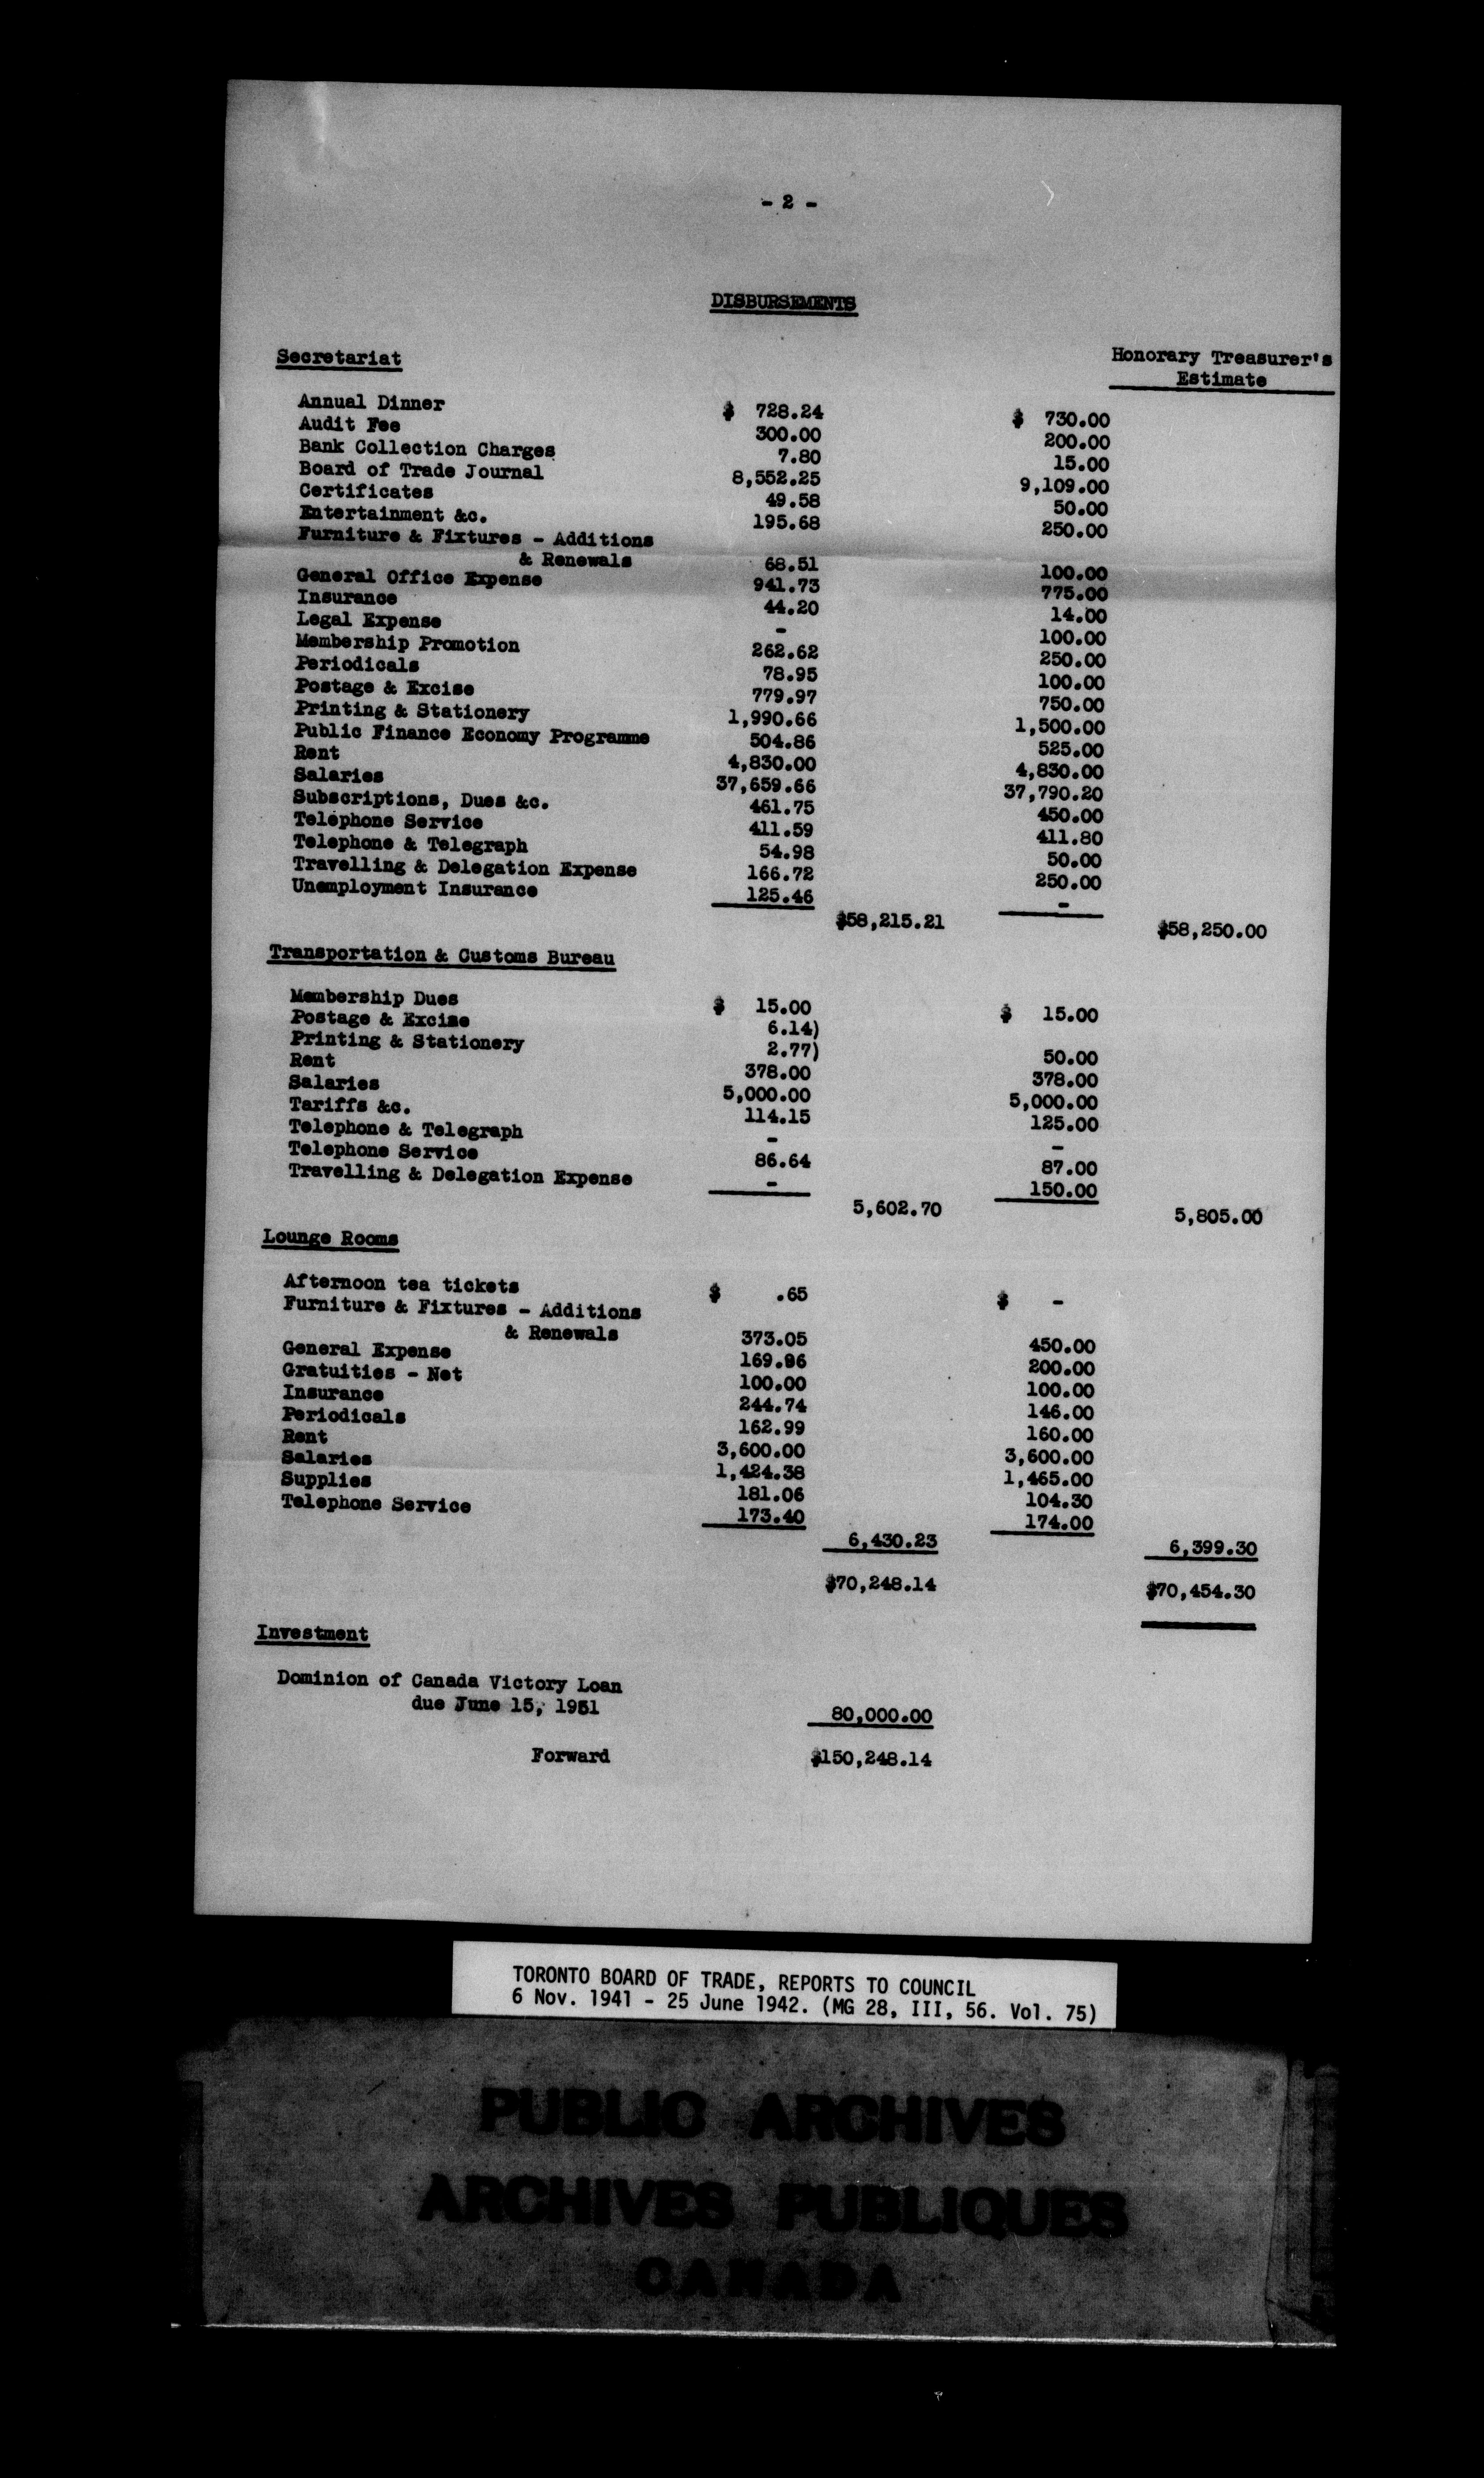 - 2 -
DISBURSEMENTS
Secretariat Honorary Treasurer's
Estimate
Annual Dinner $ 728.24 $ 730.00
Audit Fee 300.00 200.00
Bank Collection Charges 7.80 15.00
Board of Trade Journal 8,552.25 9,109.00
Certificates 49.58 50.00
Entertainment &c. 195.68 250.00
Furniture & Fixtures - Additions
& Renewals 68.51 100.00
General Office Expense 941.73 775.00
Insurance 44.20 14.00
Legal Expense - 100.00
Membership Promotion 262.62 250.00
Periodicals 78.95 100.00
Postage & Excise 779.97 750.00
Printing & Stationery 1,990.66 1,500.00
Public Finance Economy Programme 504.86 525.00
Rent 4,830.00 4,830.00
Salaries 37,659.66 37,790.20
Subscriptions, Dues &c. 461.75 450.00
Telephone Service 411.59 411.80
Telephone & Telegraph 54.98 50.00
Travelling & Delegation Expense 166.72 250.00
Unemployment Insurance 125.46 -
$58,215.21 $58,250.00
Transportation & Customs Bureau
Membership Dues $ 15.00 $ 15.00
Postage & Excise 6.14)
Printing & Stationery 2.77) 50.00
Rent 378.00 378.00
Salaries 5,000.00 5,000.00
Tariffs &c. 114.15 125.00
Telephone & Telegraph - -
Telephone Service 86.64 87.00
Travelling & Delegation Expense - 150.00
5,602.70 5,805.00
Lounge Rooms
Afternoon tea tickets $ .65 $ -
Furniture & Fixtures - Additions
& Renewals 373.05 450.00
General Expense 169.96 200.00
Gratuities - Net 100.00 100.00
Insurance 244.74 146.00
Periodicals 162.99 160.00
Rent 3,600.00 3,600.00
Salaries 1,424.38 1,465.00
Supplies 181.06 104.30
Telephone Service 173.40 174.00
6,430.23 6,399.30
$70,248.14 $70,454.30
Investment
Dominion of Canada Victory Loan
due June 15, 1951 80,000.00
Forward $150,248.14
TORONTO BOARD OF TRADE, REPORTS TO COUNCIL
6 Nov. 1941 - 25 June 1942. (MG 28, III, 56. Vol. 75)
PUBLIC ARCHIVES
ARCHIVES PUBLIQUES
CANADA